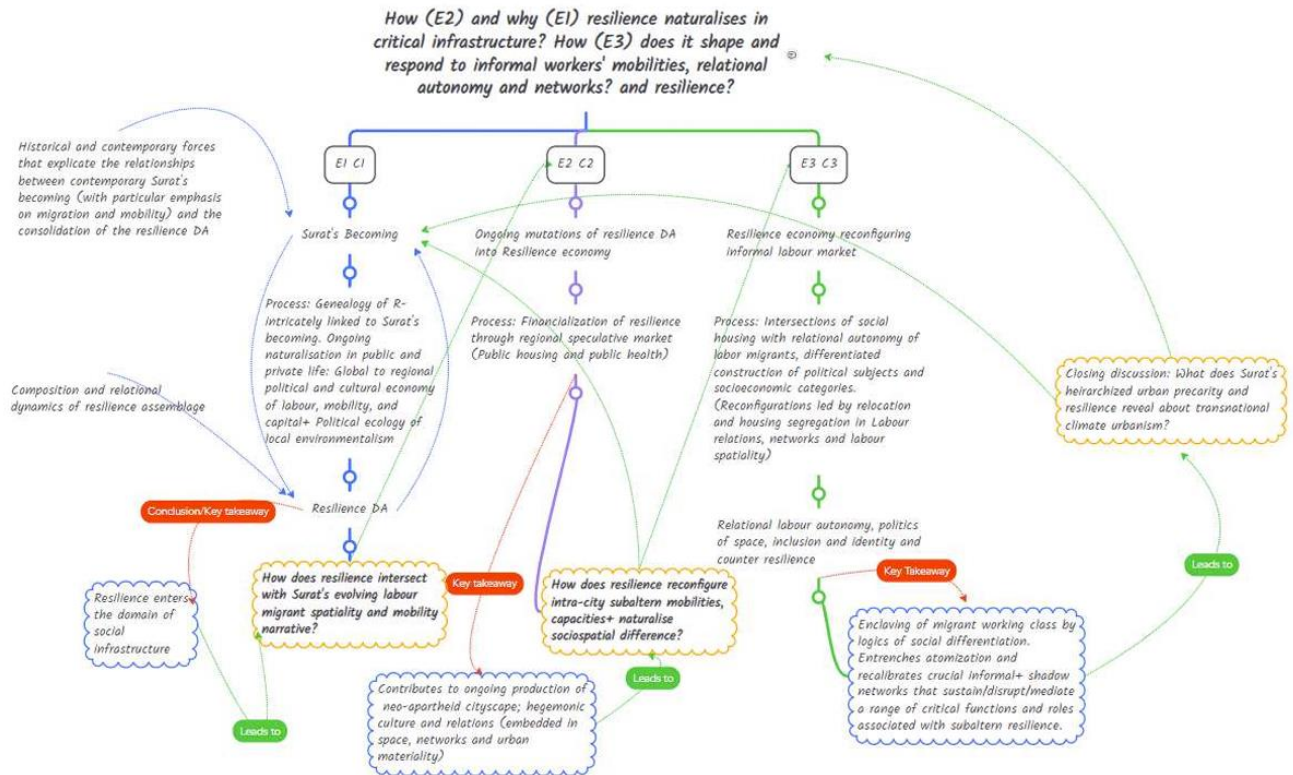 How (E2) and why (E1) resilience naturalises in
critical infrastructure? How (E3) does it shape and
respond to informal workers' mobilities, relational
autonomy and networks? and resilience?
E1 C1
E2 C2
E3 C3
Historical and contemporary forces
that explicate the relationships
between contemporary Surat's
becoming (with particular emphasis
on migration and mobility) and the
consolidation of the resilience DA
Surat's Becoming
Ongoing mutations of resilience DA
into Resilience economy
Resilience economy reconfiguring
informal labour market
Process: Genealogy of R-
intricately linked to Surat's
becoming. Ongoing
naturalisation in public and
private life: Global to regional
political and cultural economy
of labour, mobility, and
capital+ Political ecology of
local environmentalism
Process: Financialization of resilience
through regional speculative market
(Public housing and public health)
Process: Intersections of social
housing with relational autonomy of
labor migrants, differentiated
construction of political subjects and
socioeconomic categories.
(Reconfigurations led by relocation
and housing segregation in Labour
relations, networks and labour
spatiality)
Closing discussion: What does Surat's
heirarchized urban precarity and
resilience reveal about transnational
climate urbanism?
Composition and relational
dynamics of resilience assemblage
Resilience DA
Conclusion/Key takeaway
Relational labour autonomy, politics
of space, inclusion and identity and
counter resilience
Key Takeaway
Leads to
Resilience enters
the domain of
social
infrastructure
How does resilience intersect
with Surat's evolving labour
migrant spatiality and mobility
narrative?
Key takeaway
How does resilience reconfigure
intra-city subaltern mobilities,
capacities+ naturalise
sociospatial difference?
Enclaving of migrant working class by
logics of social differentiation.
Entrenches atomization and
recalibrates crucial informal+ shadow
networks that sustain/disrupt/mediate
a range of critical functions and roles
associated with subaltern resilience.
Leads to
Contributes to ongoing production of
neo-apartheid cityscape; hegemonic
culture and relations (embedded in
space, networks and urban
materiality)
Leads to